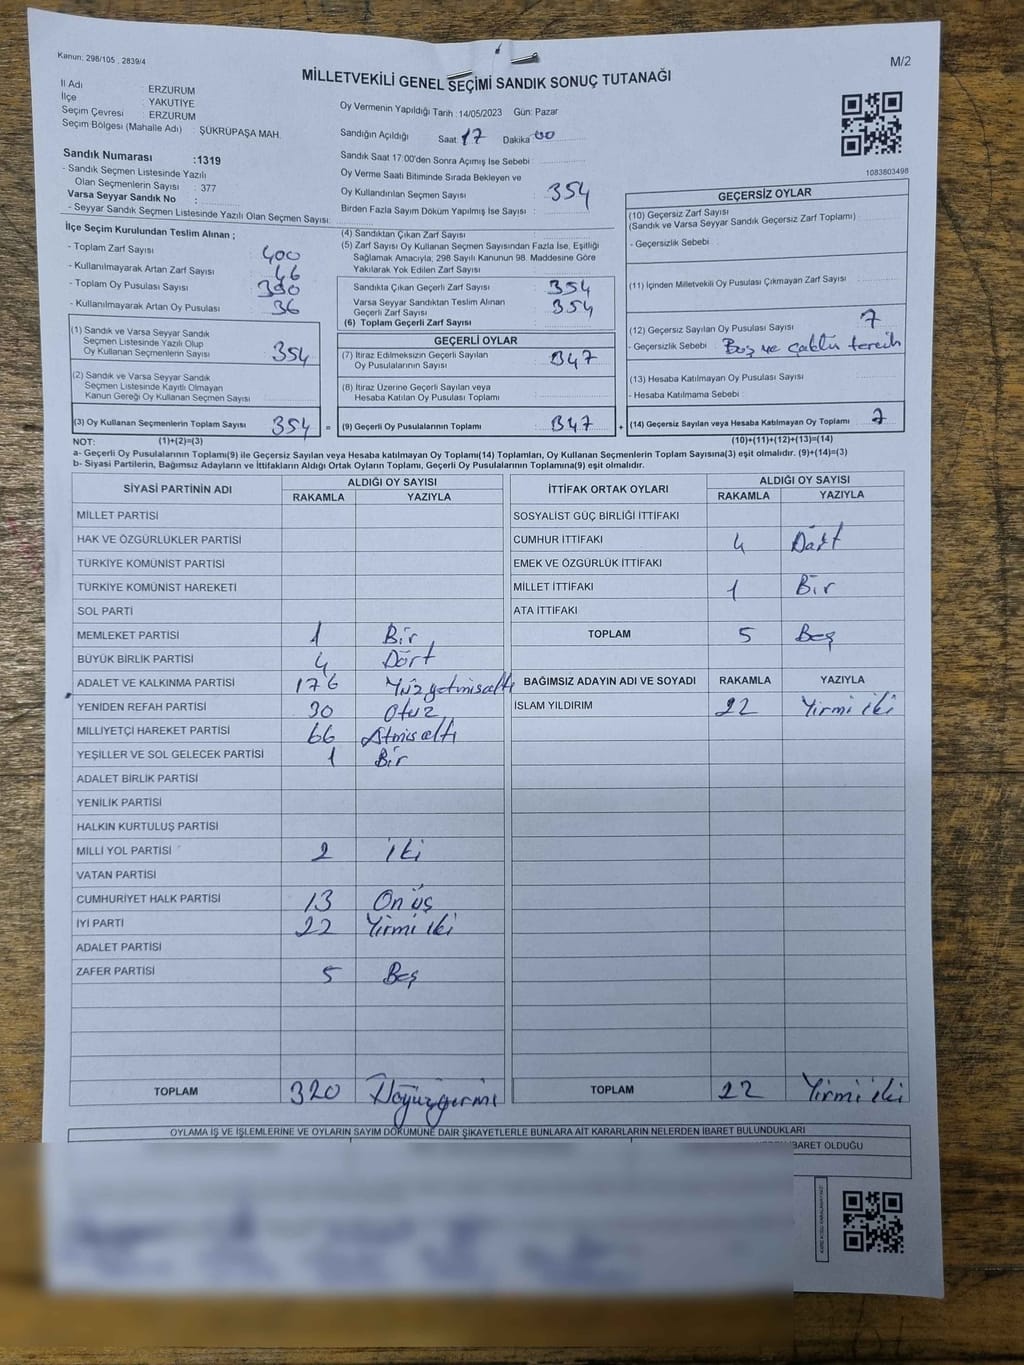 Kanun: 298/105 , 2839/4
M/2
MİLLETVEKİLİ GENEL SEÇİMİ SANDIK SONUÇ TUTANAĞI
İl Adı : ERZURUM
İlçe : YAKUTİYE
Seçim Çevresi : ERZURUM
Seçim Bölgesi (Mahalle Adı) : ŞÜKRÜPAŞA MAH.
Sandık Numarası :1319
- Sandık Seçmen Listesinde Yazılı
Olan Seçmenlerin Sayısı : 377
Varsa Seyyar Sandık No :
- Seyyar Sandık Seçmen Listesinde Yazılı Olan Seçmen Sayısı:
Oy Vermenin Yapıldığı Tarih : 14/05/2023 Gün: Pazar
Sandığın Açıldığı Saat: 17 Dakika: 00
Sandık Saat 17:00'den Sonra Açımış İse Sebebi :
Oy Verme Saati Bitiminde Sırada Bekleyen ve
Oy Kullandırılan Seçmen Sayısı : 354
Birden Fazla Sayım Döküm Yapılmış İse Sayısı :
1083803498
İlçe Seçim Kurulundan Teslim Alınan ;
- Toplam Zarf Sayısı : 400
- Kullanılmayarak Artan Zarf Sayısı : 46
- Toplam Oy Pusulası Sayısı : 390
- Kullanılmayarak Artan Oy Pusulası : 36
(1) Sandık ve Varsa Seyyar Sandık
Seçmen Listesinde Yazılı Olup
Oy Kullanan Seçmenlerin Sayısı : 354
(2) Sandık ve Varsa Seyyar Sandık
Seçmen Listesinde Kayıtlı Olmayan
Kanun Gereği Oy Kullanan Seçmen Sayısı :
(3) Oy Kullanan Seçmenlerin Toplam Sayısı : 354
(4) Sandıktan Çıkan Zarf Sayısı :
(5) Zarf Sayısı Oy Kullanan Seçmen Sayısından Fazla İse, Eşitliği
Sağlamak Amacıyla; 298 Sayılı Kanunun 98. Maddesine Göre
Yakılarak Yok Edilen Zarf Sayısı :
Sandıkta Çıkan Geçerli Zarf Sayısı : 354
Varsa Seyyar Sandıktan Teslim Alınan
Geçerli Zarf Sayısı : 354
(6) Toplam Geçerli Zarf Sayısı :
GEÇERLİ OYLAR
(7) İtiraz Edilmeksizin Geçerli Sayılan
Oy Pusulalarının Sayısı : 347
(8) İtiraz Üzerine Geçerli Sayılan veya
Hesaba Katılan Oy Pusulası Toplamı :
= (9) Geçerli Oy Pusulalarının Toplamı : 347
GEÇERSİZ OYLAR
(10) Geçersiz Zarf Sayısı
(Sandık ve Varsa Seyyar Sandık Geçersiz Zarf Toplamı) :
- Geçersizlik Sebebi :
(11) İçinden Milletvekili Oy Pusulası Çıkmayan Zarf Sayısı :
(12) Geçersiz Sayılan Oy Pusulası Sayısı : 7
- Geçersizlik Sebebi : Boş ve çoklu tercih
(13) Hesaba Katılmayan Oy Pusulası Sayısı :
- Hesaba Katılmama Sebebi :
+ (14) Geçersiz Sayılan veya Hesaba Katılmayan Oy Toplamı : 7
NOT: (1)+(2)=(3) (10)+(11)+(12)+(13)=(14)
a- Geçerli Oy Pusulalarının Toplamı(9) ile Geçersiz Sayılan veya Hesaba katılmayan Oy Toplamı(14) Toplamları, Oy Kullanan Seçmenlerin Toplam Sayısına(3) eşit olmalıdır. (9)+(14)=(3)
b- Siyasi Partilerin, Bağımsız Adayların ve İttifakların Aldığı Ortak Oyların Toplamı, Geçerli Oy Pusulalarının Toplamına(9) eşit olmalıdır.
SİYASİ PARTİNİN ADI ALDIĞI OY SAYISI
RAKAMLA YAZIYLA
MİLLET PARTİSİ
HAK VE ÖZGÜRLÜKLER PARTİSİ
TÜRKİYE KOMÜNİST PARTİSİ
TÜRKİYE KOMÜNİST HAREKETİ
SOL PARTİ
MEMLEKET PARTİSİ 1 Bir
BÜYÜK BİRLİK PARTİSİ 4 Dört
ADALET VE KALKINMA PARTİSİ 176 Yüzyetmişaltı
YENİDEN REFAH PARTİSİ 30 Otuz
MİLLİYETÇİ HAREKET PARTİSİ 66 Atmışaltı
YEŞİLLER VE SOL GELECEK PARTİSİ 1 Bir
ADALET BİRLİK PARTİSİ
YENİLİK PARTİSİ
HALKIN KURTULUŞ PARTİSİ
MİLLİ YOL PARTİSİ 2 iki
VATAN PARTİSİ
CUMHURİYET HALK PARTİSİ 13 Onüç
İYİ PARTİ 22 Yirmi iki
ADALET PARTİSİ
ZAFER PARTİSİ 5 Beş
TOPLAM 320
İTTİFAK ORTAK OYLARI ALDIĞI OY SAYISI
RAKAMLA YAZIYLA
SOSYALİST GÜÇ BİRLİĞİ İTTİFAKI
CUMHUR İTTİFAKI 4 Dört
EMEK VE ÖZGÜRLÜK İTTİFAKI
MİLLET İTTİFAKI 1 Bir
ATA İTTİFAKI
TOPLAM 5 Beş
BAĞIMSIZ ADAYIN ADI VE SOYADI RAKAMLA YAZIYLA
İSLAM YILDIRIM 22 Yirmi iki
TOPLAM 22 Yirmi iki
OYLAMA İŞ VE İŞLEMLERİNE VE OYLARIN SAYIM DÖKÜMÜNE DAİR ŞİKAYETLERLE BUNLARA AİT KARARLARIN NELERDEN İBARET BULUNDUKLARI
İBARET OLDUĞU